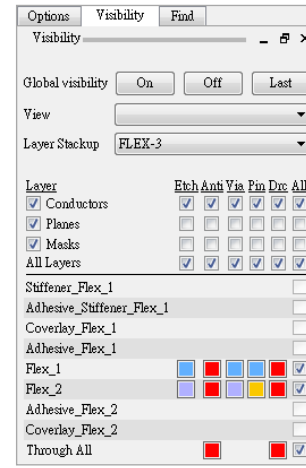 Options Visibility Find
Visibility
Global visibility On Off Last
View
Layer Stackup FLEX-3
Layer Etch Anti Via Pin Drc All
Conductors
Planes
Masks
All Layers
Stiffener_Flex_1
Adhesive_Stiffener_Flex_1
Coverlay_Flex_1
Adhesive_Flex_1
Flex_1
Flex_2
Adhesive_Flex_2
Coverlay_Flex_2
Through All